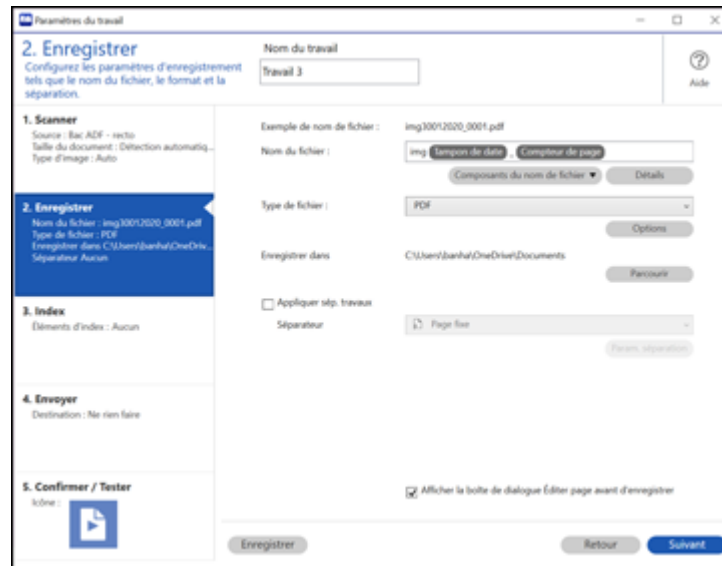 Paramètres du travail
2. Enregistrer
Configurez les paramètres d'enregistrement
tels que le nom du fichier, le format et la
séparation.
Nom du travail
Travail 3
Aide
1. Scanner
Source : Bac ADF - recto
Taille du document : Détection automatiq...
Type d'image : Auto
2. Enregistrer
Nom du fichier : img30012020_0001.pdf
Type de fichier : PDF
Enregistrer dans C:\Users\banha\OneDriv...
Séparateur Aucun
3. Index
Éléments d'index : Aucun
4. Envoyer
Destination : Ne rien faire
5. Confirmer / Tester
Icône :
Exemple de nom de fichier : img30012020_0001.pdf
Nom du fichier : img Tampon de date _ Compteur de page
Composants du nom de fichier ▼ Détails
Type de fichier : PDF
Options
Enregistrer dans C:\Users\banha\OneDrive\Documents
Parcourir
Appliquer sép. travaux
Séparateur Page fixe
Param. séparation
Afficher la boîte de dialogue Éditer page avant d'enregistrer
Enregistrer Retour Suivant